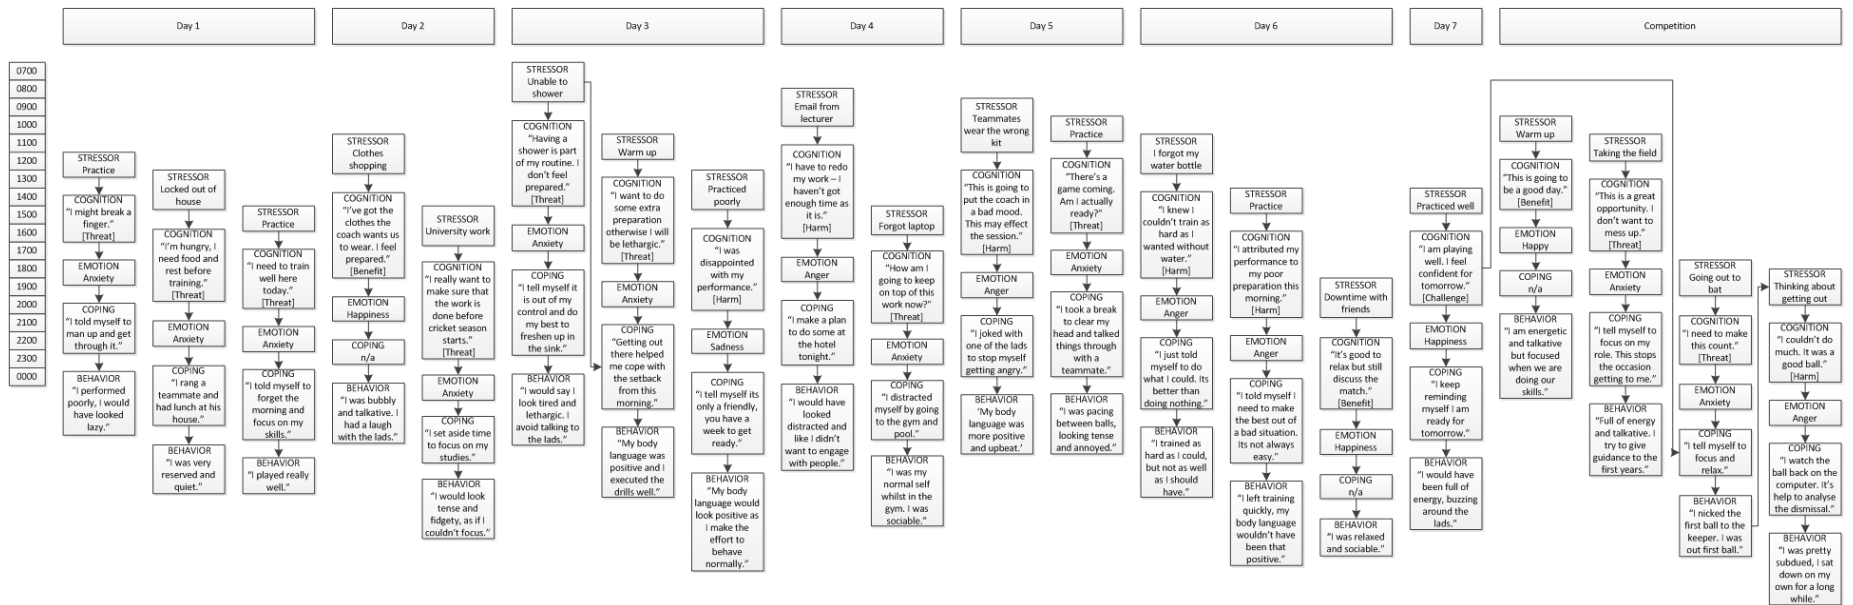 Day 1
Day 2
Day 3
Day 4
Day 5
Day 6
Day 7
Competition
0700
0800
0900
1000
1100
1200
1300
1400
1500
1600
1700
1800
1900
2000
2100
2200
2300
0000
STRESSOR
Practice
COGNITION
"I might break a
finger."
[Threat]
EMOTION
Anxiety
COPING
"I told myself to
man up and get
through it."
BEHAVIOR
"I performed
poorly, I would
have looked
lazy."
STRESSOR
Locked out of
house
COGNITION
"I'm hungry, I
need food and
rest before
training."
[Threat]
EMOTION
Anxiety
COPING
"I rang a
teammate and
had lunch at his
house."
BEHAVIOR
"I was very
reserved and
quiet."
STRESSOR
Practice
COGNITION
"I need to train
well here
today."
[Threat]
EMOTION
Anxiety
COPING
"I told myself to
forget the
morning and
focus on my
skills."
BEHAVIOR
"I played really
well."
STRESSOR
Clothes
shopping
COGNITION
"I've got the
clothes the
coach wants us
to wear. I feel
prepared."
[Benefit]
EMOTION
Happiness
COPING
n/a
BEHAVIOR
"I was bubbly
and talkative. I
had a laugh
with the lads."
STRESSOR
University work
COGNITION
"I really want to
make sure that
the work is
done before
cricket season
starts."
[Threat]
EMOTION
Anxiety
COPING
"I set aside time
to focus on my
studies."
BEHAVIOR
"I would look
tense and
fidgety, as if I
couldn't focus."
STRESSOR
Unable to
shower
COGNITION
"Having a
shower is part
of my routine. I
don't feel
prepared."
[Threat]
EMOTION
Anxiety
COPING
"I tell myself it
is out of my
control and do
my best to
freshen up in
the sink."
BEHAVIOR
"I would say I
look tired and
lethargic. I
avoid talking to
the lads."
STRESSOR
Warm up
COGNITION
"I want to do
some extra
preparation
otherwise I will
be lethargic."
[Threat]
EMOTION
Anxiety
COPING
"Getting out
there helped
me cope with
the setback
from this
morning."
BEHAVIOR
"My body
language was
positive and I
executed the
drills well."
STRESSOR
Practiced
poorly
COGNITION
"I was
disappointed
with my
performance."
[Harm]
EMOTION
Sadness
COPING
"I tell myself its
only a friendly,
you have a
week to get
ready."
BEHAVIOR
"My body
language would
look positive as
I make the
effort to
behave
normally."
STRESSOR
Email from
lecturer
COGNITION
"I have to redo
my work – I
haven't got
enough time as
it is."
[Harm]
EMOTION
Anger
COPING
"I make a plan
to do some at
the hotel
tonight."
BEHAVIOR
"I would have
looked
distracted and
like I didn't
want to engage
with people."
STRESSOR
Forgot laptop
COGNITION
"How am I
going to keep
on top of this
work now?"
[Threat]
EMOTION
Anxiety
COPING
"I distracted
myself by going
to the gym and
pool."
BEHAVIOR
"I was my
normal self
whilst in the
gym. I was
sociable."
STRESSOR
Teammates
wear the wrong
kit
COGNITION
"This is going to
put the coach in
a bad mood.
This may effect
the session."
[Harm]
EMOTION
Anger
COPING
"I joked with
one of the lads
to stop myself
getting angry."
BEHAVIOR
'My body
language was
more positive
and upbeat.'
STRESSOR
Practice
COGNITION
"There's a
game coming.
Am I actually
ready?"
[Threat]
EMOTION
Anxiety
COPING
"I took a break
to clear my
head and talked
things through
with a
teammate."
BEHAVIOR
"I was pacing
between balls,
looking tense
and annoyed."
STRESSOR
I forgot my
water bottle
COGNITION
"I knew I
couldn't train as
hard as I
wanted without
water."
[Harm]
EMOTION
Anger
COPING
"I just told
myself to do
what I could. Its
better than
doing nothing."
BEHAVIOR
"I trained as
hard as I could,
but not as well
as I should
have."
STRESSOR
Practice
COGNITION
"I attributed my
performance to
my poor
preparation
this morning."
[Harm]
EMOTION
Anger
COPING
"I told myself I
need to make
the best out of
a bad situation.
Its not always
easy."
BEHAVIOR
"I left training
quickly, my
body language
wouldn't have
been that
positive."
STRESSOR
Downtime with
friends
COGNITION
"It's good to
relax but still
discuss the
match."
[Benefit]
EMOTION
Happiness
COPING
n/a
BEHAVIOR
"I was relaxed
and sociable."
STRESSOR
Practiced well
COGNITION
"I am playing
well. I feel
confident for
tomorrow."
[Challenge]
EMOTION
Happiness
COPING
"I keep
reminding
myself I am
ready for
tomorrow."
BEHAVIOR
"I would have
been full of
energy, buzzing
around the
lads."
STRESSOR
Warm up
COGNITION
"This is going to
be a good day."
[Benefit]
EMOTION
Happy
COPING
n/a
BEHAVIOR
"I am energetic
and talkative
but focused
when we are
doing our
skills."
STRESSOR
Taking the field
COGNITION
"This is a great
opportunity. I
don't want to
mess up."
[Threat]
EMOTION
Anxiety
COPING
"I tell myself to
focus on my
role. This stops
the occasion
getting to me."
BEHAVIOR
"Full of energy
and talkative. I
try to give
guidance to the
first years."
STRESSOR
Going out to
bat
COGNITION
"I need to make
this count."
[Threat]
EMOTION
Anxiety
COPING
"I tell myself to
focus and
relax."
BEHAVIOR
"I nicked the
first ball to the
keeper. I was
out first ball."
STRESSOR
Thinking about
getting out
COGNITION
"I couldn't do
much. It was a
good ball."
[Harm]
EMOTION
Anger
COPING
"I watch the
ball back on the
computer. It's
help to analyse
the dismissal."
BEHAVIOR
"I was pretty
subdued, I sat
down on my
own for a long
while."